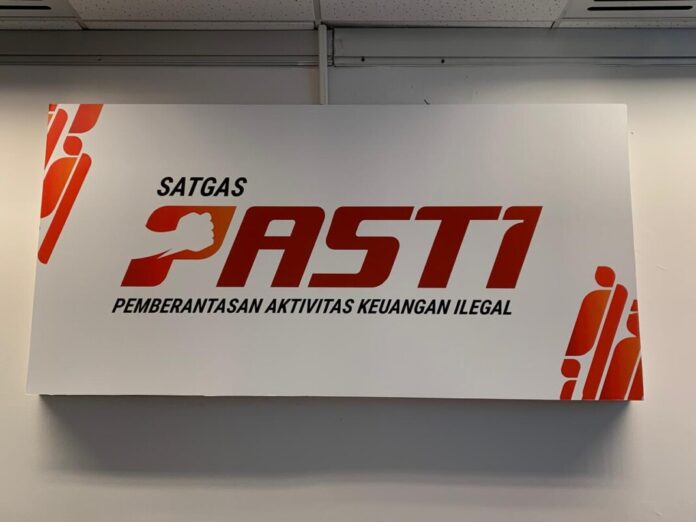 SATGAS
PASTI
PEMBERANTASAN AKTIVITAS KEUANGAN ILEGAL